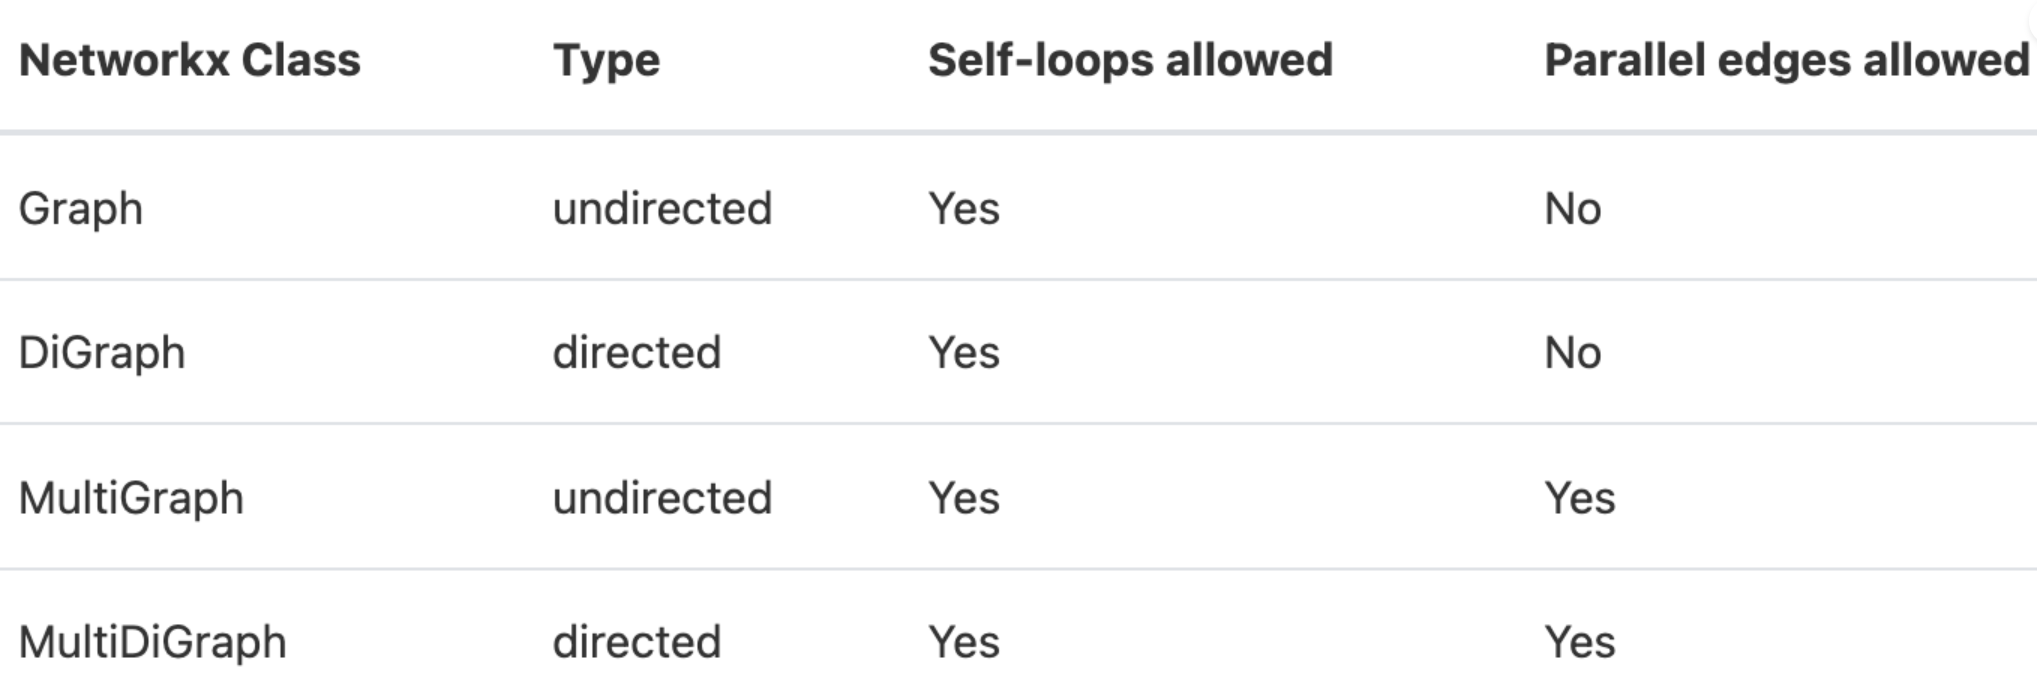 Networkx Class Type Self-loops allowed Parallel edges allowed
Graph undirected Yes No
DiGraph directed Yes No
MultiGraph undirected Yes Yes
MultiDiGraph directed Yes Yes